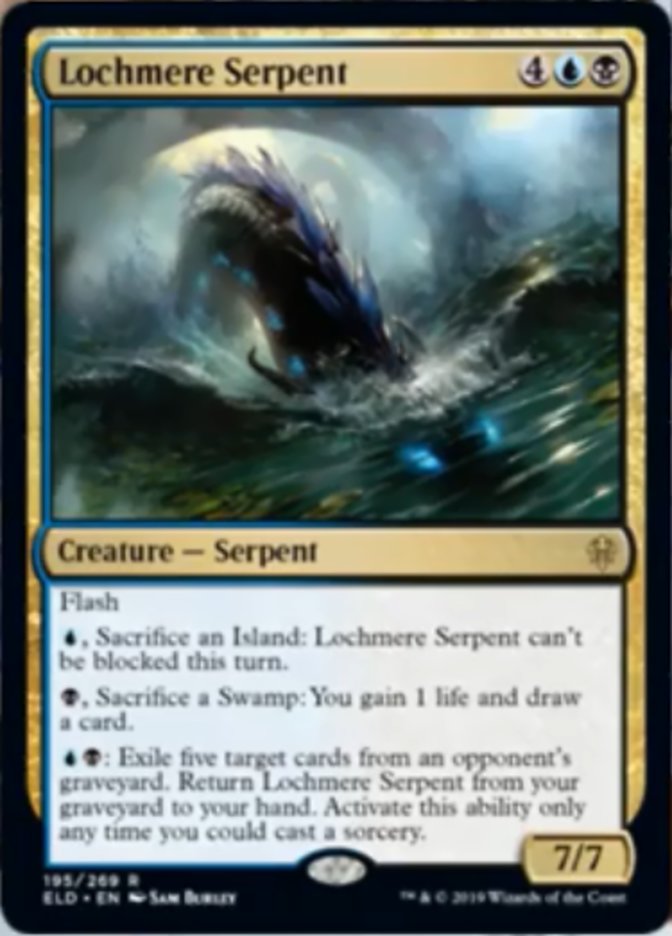 Lochmere Serpent 4
Creature — Serpent
Flash
, Sacrifice an Island: Lochmere Serpent can't
be blocked this turn.
, Sacrifice a Swamp: You gain 1 life and draw
a card.
: Exile five target cards from an opponent's
graveyard. Return Lochmere Serpent from your
graveyard to your hand. Activate this ability only
any time you could cast a sorcery.
7/7
195/269 R
ELD • EN Sam Burley ™ & © 2019 Wizards of the Coast